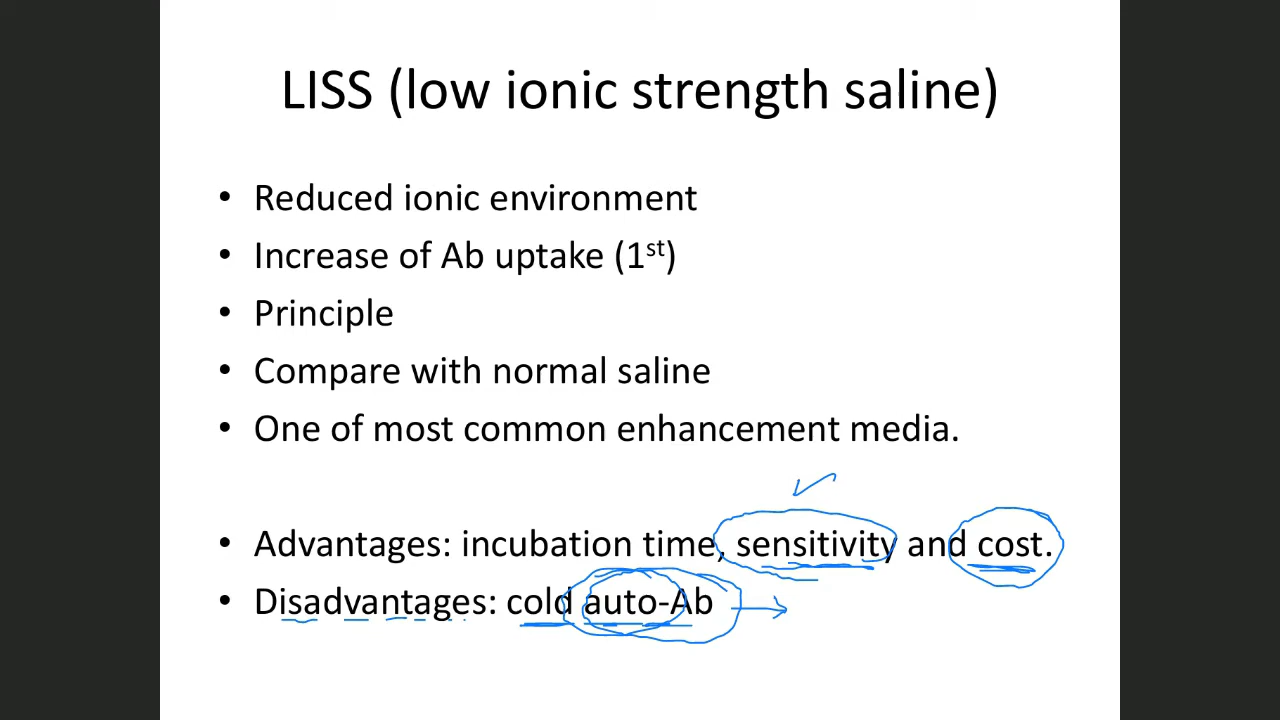 LISS (low ionic strength saline)
• Reduced ionic environment
• Increase of Ab uptake (1st)
• Principle
• Compare with normal saline
• One of most common enhancement media.
• Advantages: incubation time, sensitivity and cost.
• Disadvantages: cold auto-Ab